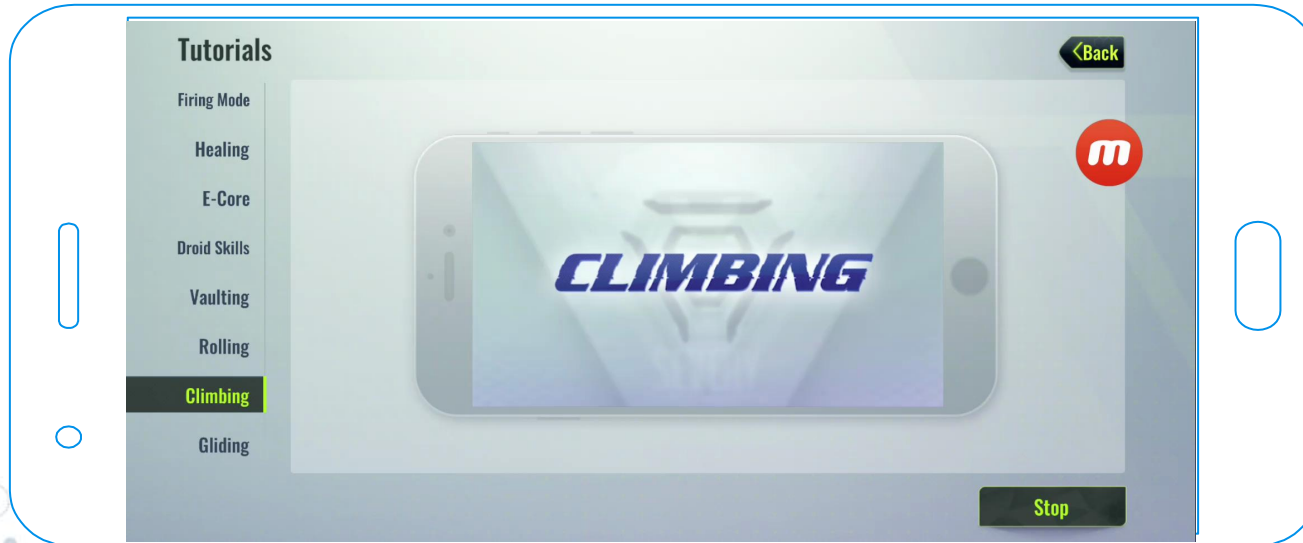 Tutorials
Back
Firing Mode
Healing
E-Core
Droid Skills
Vaulting
Rolling
Climbing
Gliding
CLIMBING
m
Stop